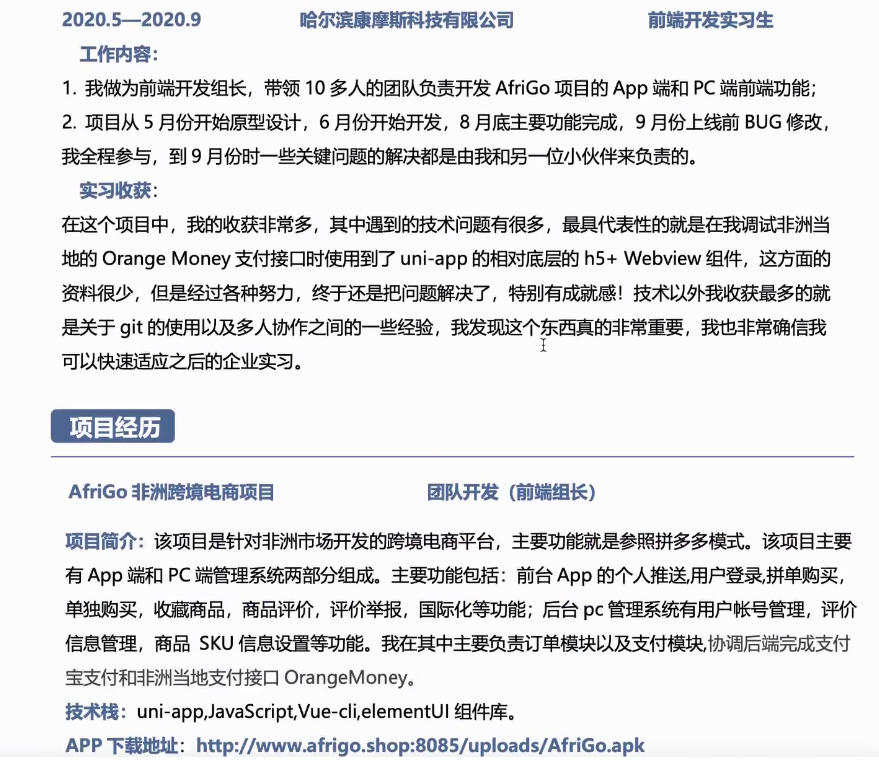 2020.5—2020.9 哈尔滨康摩斯科技有限公司 前端开发实习生
工作内容：
1. 我做为前端开发组长，带领 10 多人的团队负责开发 AfriGo 项目的 App 端和 PC 端前端功能；
2. 项目从 5 月份开始原型设计，6 月份开始开发，8 月底主要功能完成，9 月份上线前 BUG 修改，
我全程参与，到 9 月份时一些关键问题的解决都是由我和另一位小伙伴来负责的。
实习收获：
在这个项目中，我的收获非常多，其中遇到的技术问题有很多，最具代表性的就是在我调试非洲当
地的 Orange Money 支付接口时使用到了 uni-app 的相对底层的 h5+ Webview 组件，这方面的
资料很少，但是经过各种努力，终于还是把问题解决了，特别有成就感！技术以外我收获最多的就
是关于 git 的使用以及多人协作之间的一些经验，我发现这个东西真的非常重要，我也非常确信我
可以快速适应之后的企业实习。
项目经历
AfriGo 非洲跨境电商项目 团队开发（前端组长）
项目简介：该项目是针对非洲市场开发的跨境电商平台，主要功能就是参照拼多多模式。该项目主要
有 App 端和 PC 端管理系统两部分组成。主要功能包括：前台 App 的个人推送,用户登录,拼单购买，
单独购买，收藏商品，商品评价，评价举报，国际化等功能；后台 pc 管理系统有用户帐号管理，评价
信息管理，商品 SKU 信息设置等功能。我在其中主要负责订单模块以及支付模块,协调后端完成支付
宝支付和非洲当地支付接口 OrangeMoney。
技术栈：uni-app,JavaScript,Vue-cli,elementUI 组件库。
APP 下载地址：http://www.afrigo.shop:8085/uploads/AfriGo.apk